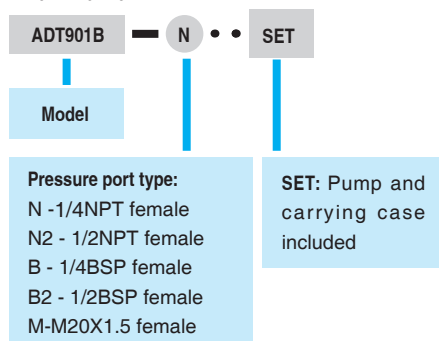 ADT901B — N • • SET
Model
Pressure port type:
N -1/4NPT female
N2 - 1/2NPT female
B - 1/4BSP female
B2 - 1/2BSP female
M-M20X1.5 female
SET: Pump and
carrying case
included